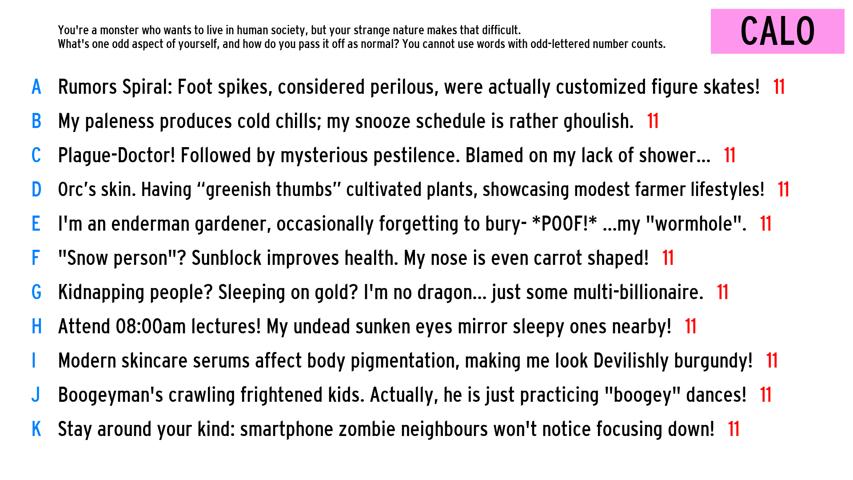 You're a monster who wants to live in human society, but your strange nature makes that difficult.
What's one odd aspect of yourself, and how do you pass it off as normal? You cannot use words with odd-lettered number counts.
CALO
A Rumors Spiral: Foot spikes, considered perilous, were actually customized figure skates! 11
B My paleness produces cold chills; my snooze schedule is rather ghoulish. 11
C Plague-Doctor! Followed by mysterious pestilence. Blamed on my lack of shower... 11
D Orc’s skin. Having “greenish thumbs” cultivated plants, showcasing modest farmer lifestyles! 11
E I'm an enderman gardener, occasionally forgetting to bury- *POOF!* ...my "wormhole". 11
F "Snow person"? Sunblock improves health. My nose is even carrot shaped! 11
G Kidnapping people? Sleeping on gold? I'm no dragon... just some multi-billionaire. 11
H Attend 08:00am lectures! My undead sunken eyes mirror sleepy ones nearby! 11
I Modern skincare serums affect body pigmentation, making me look Devilishly burgundy! 11
J Boogeyman's crawling frightened kids. Actually, he is just practicing "boogey" dances! 11
K Stay around your kind: smartphone zombie neighbours won't notice focusing down! 11